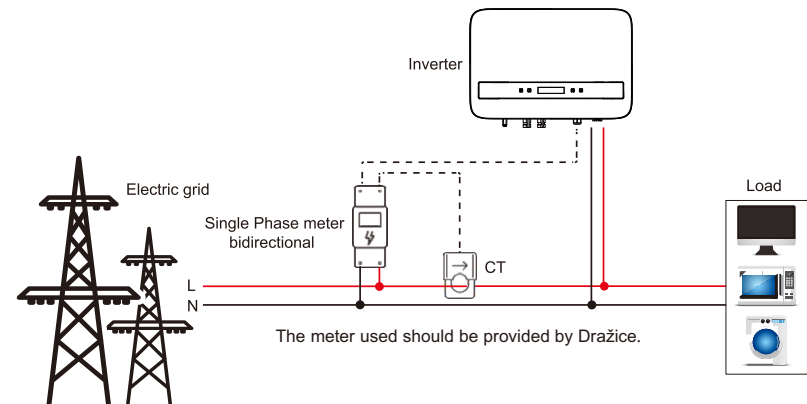 Inverter
Electric grid
Load
Single Phase meter
bidirectional
CT
L
N
The meter used should be provided by Dražice.